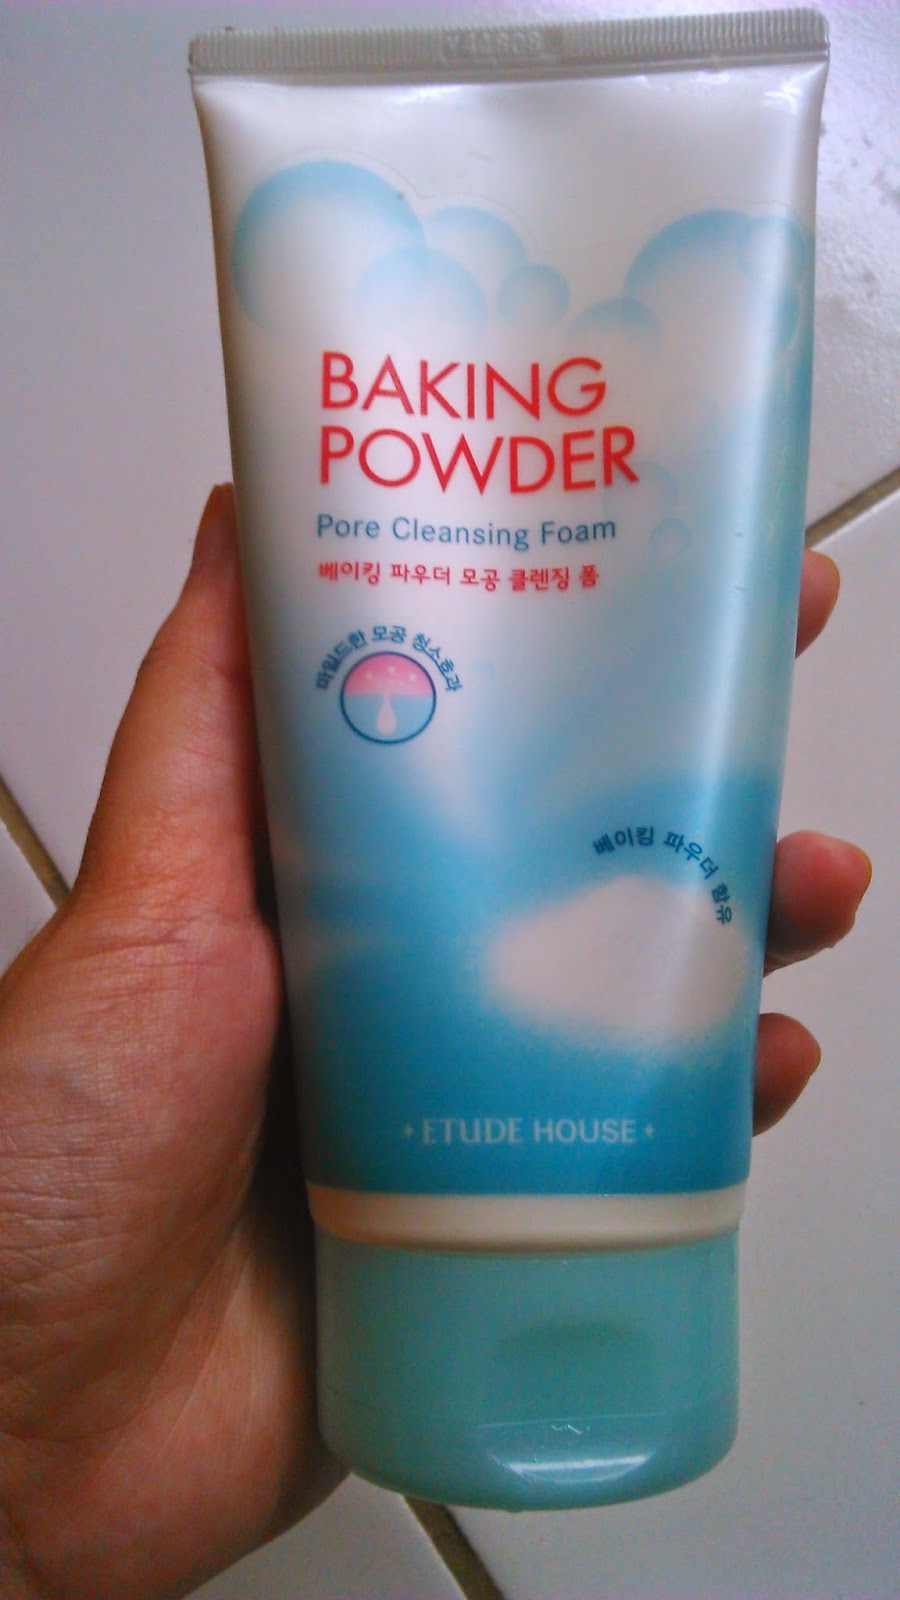 BAKING
POWDER
Pore Cleansing Foam
베이킹 파우더 모공 클렌징 폼
마일드한 모공 청소효과
베이킹 파우더 함유
ETUDE HOUSE